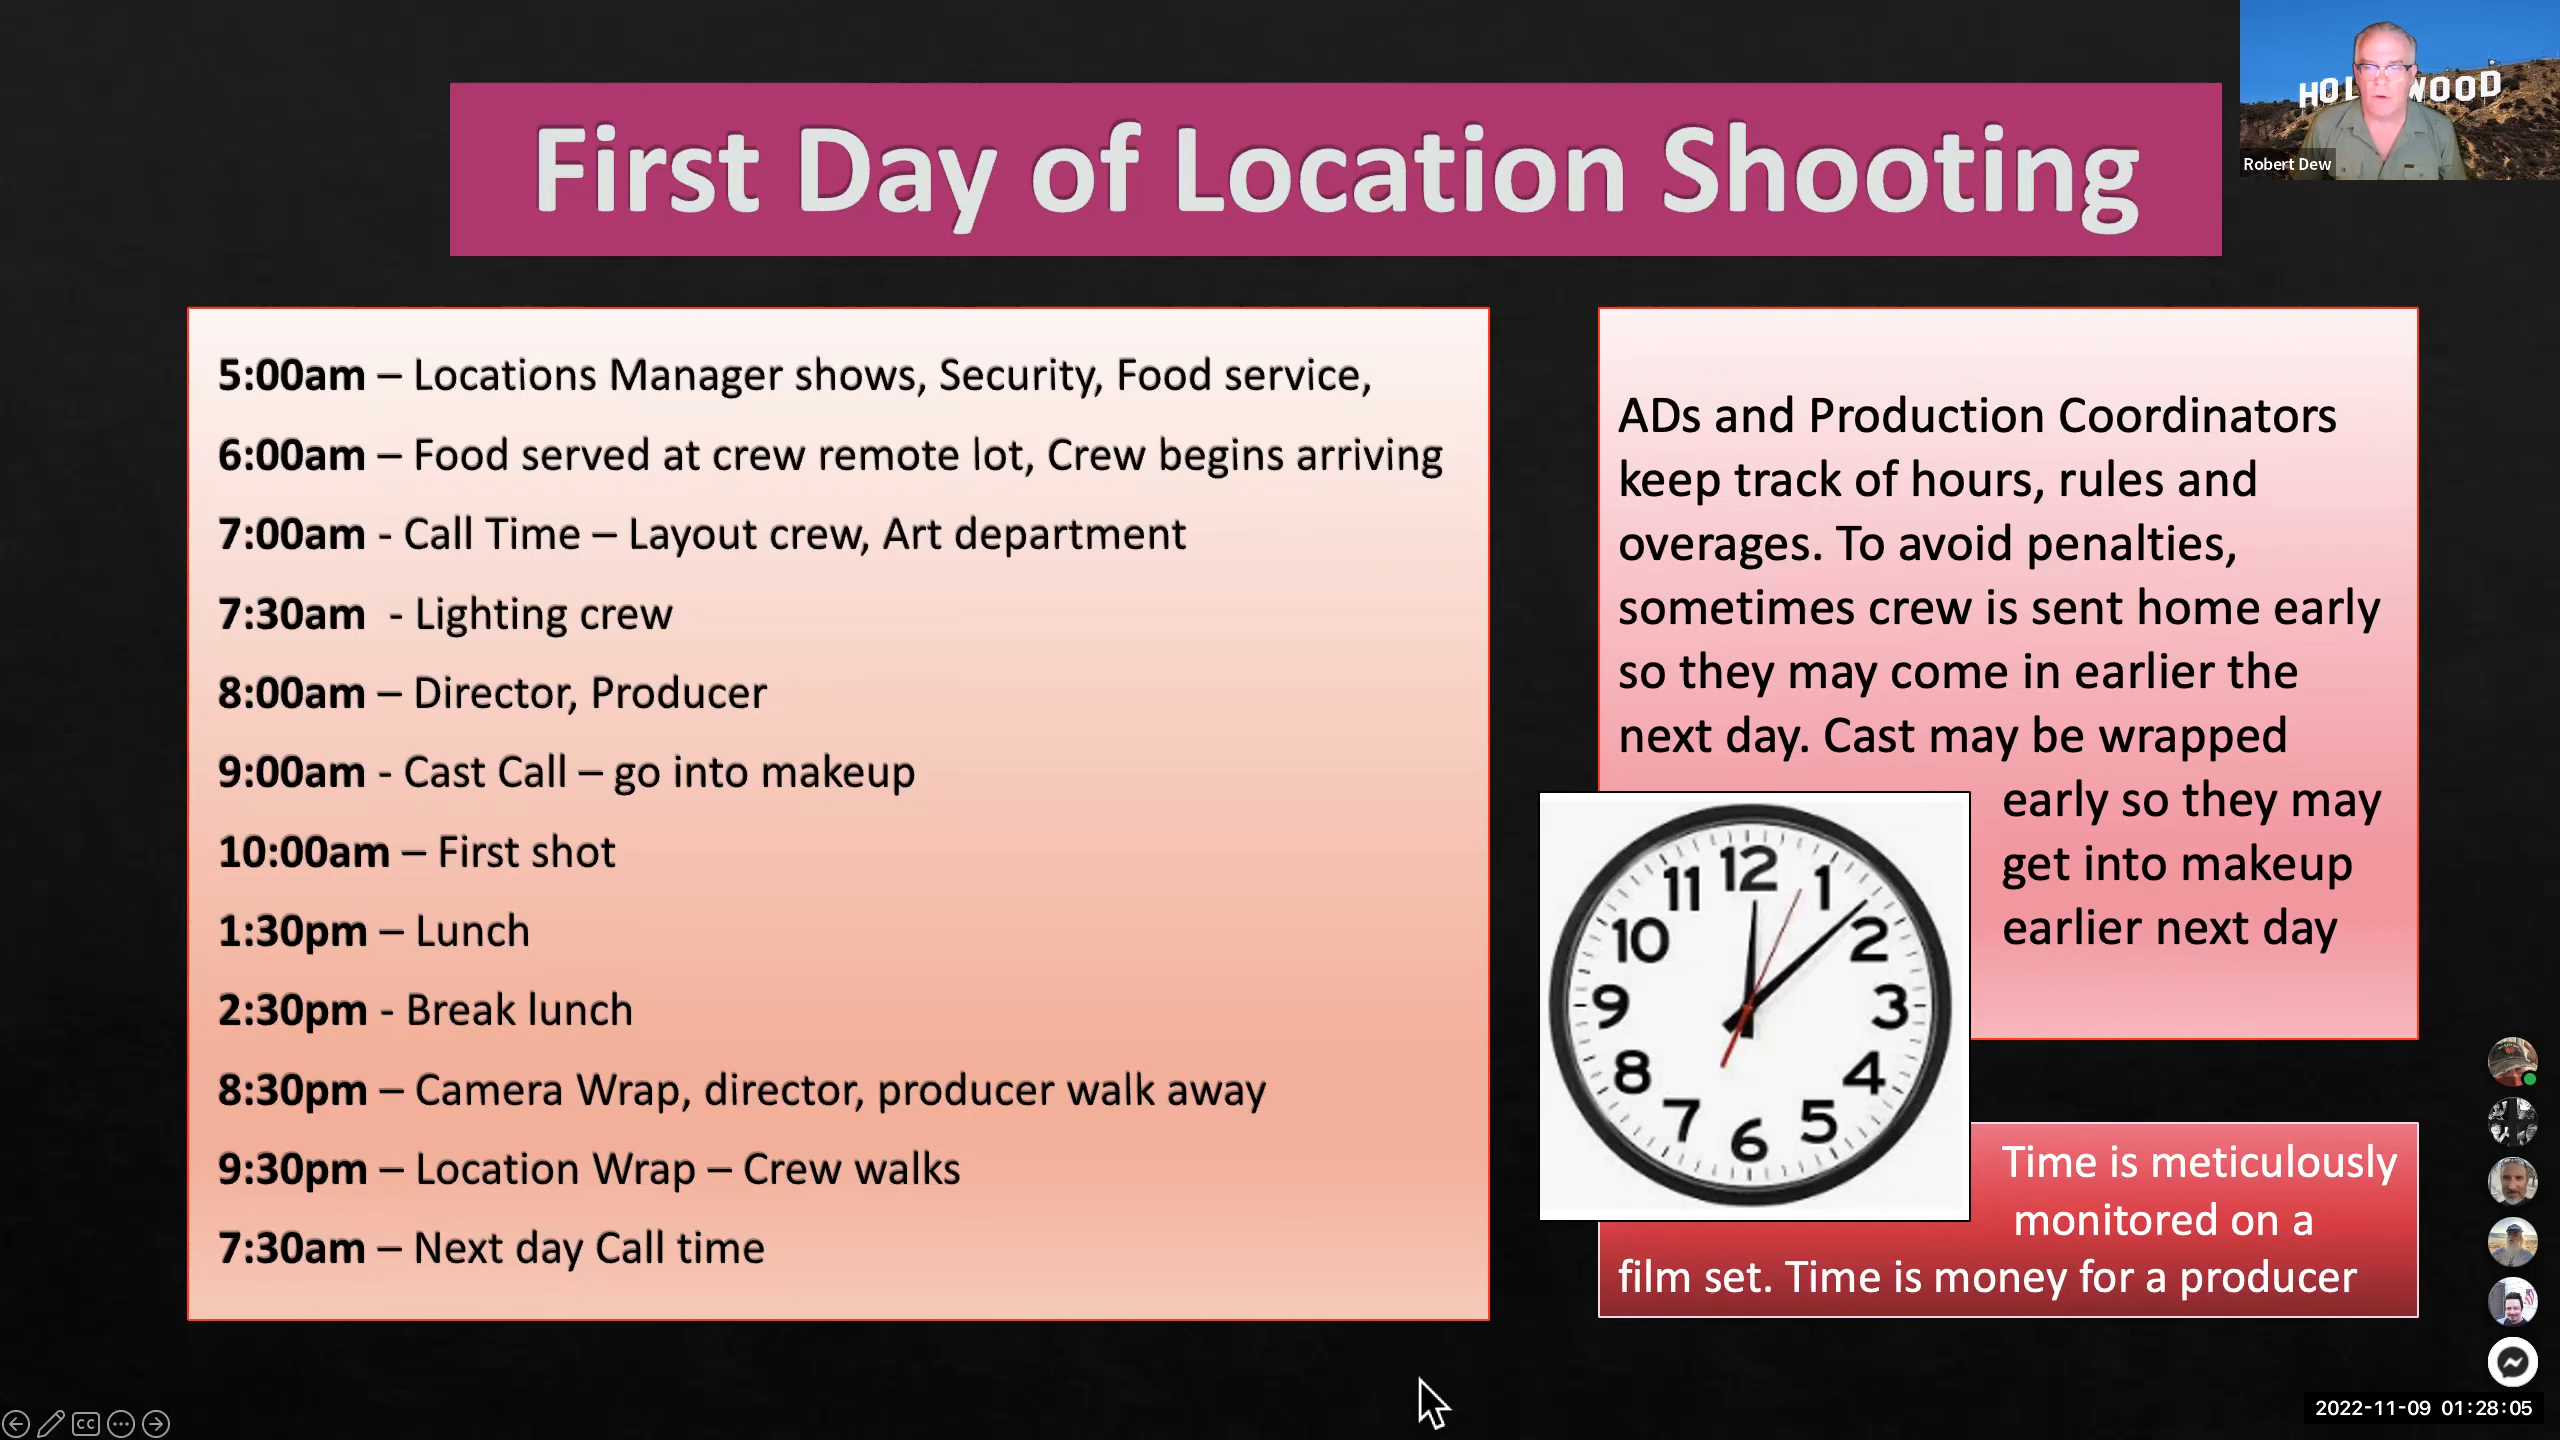 First Day of Location Shooting
HOL WOOD
Robert Dew
5:00am – Locations Manager shows, Security, Food service,
6:00am – Food served at crew remote lot, Crew begins arriving
7:00am - Call Time – Layout crew, Art department
7:30am  - Lighting crew
8:00am – Director, Producer
9:00am - Cast Call – go into makeup
10:00am – First shot
1:30pm – Lunch
2:30pm - Break lunch
8:30pm – Camera Wrap, director, producer walk away
9:30pm – Location Wrap – Crew walks
7:30am – Next day Call time
ADs and Production Coordinators
keep track of hours, rules and
overages. To avoid penalties,
sometimes crew is sent home early
so they may come in earlier the
next day. Cast may be wrapped
early so they may
get into makeup
earlier next day
12
1
2
3
4
5
6
7
8
9
10
11
Time is meticulously
monitored on a
film set. Time is money for a producer
CC
2022-11-09 01:28:05